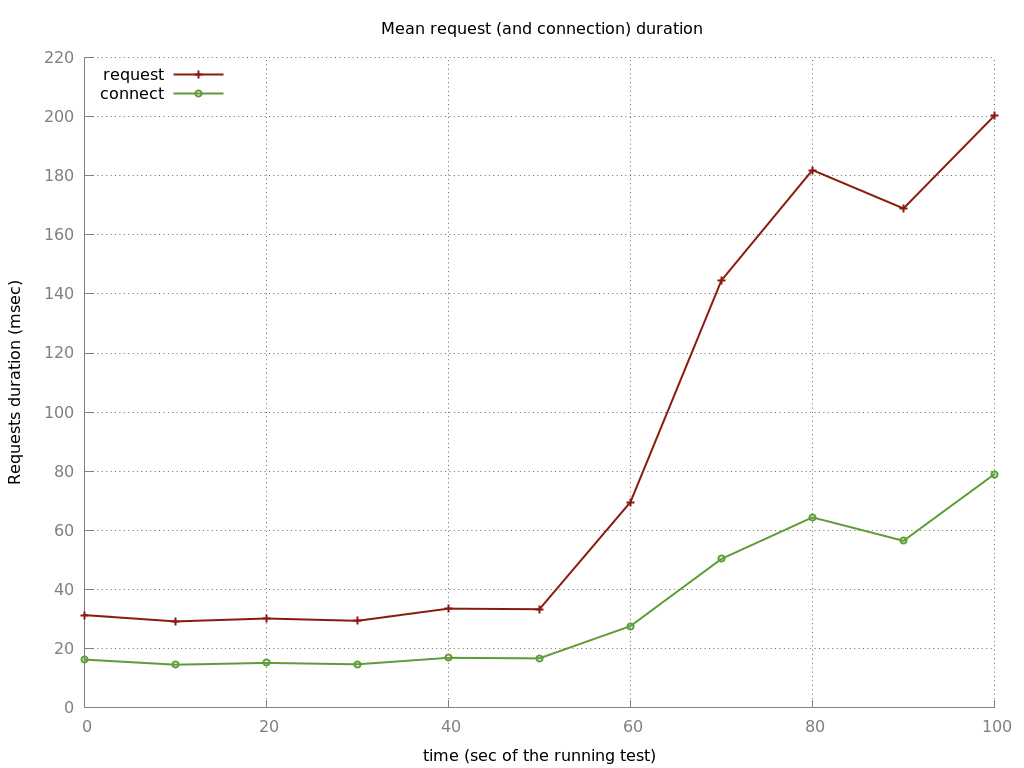 Mean request (and connection) duration
220
request
connect
200
180
160
140
120
100
80
60
40
20
0
0 20 40 60 80 100
Requests duration (msec)
time (sec of the running test)